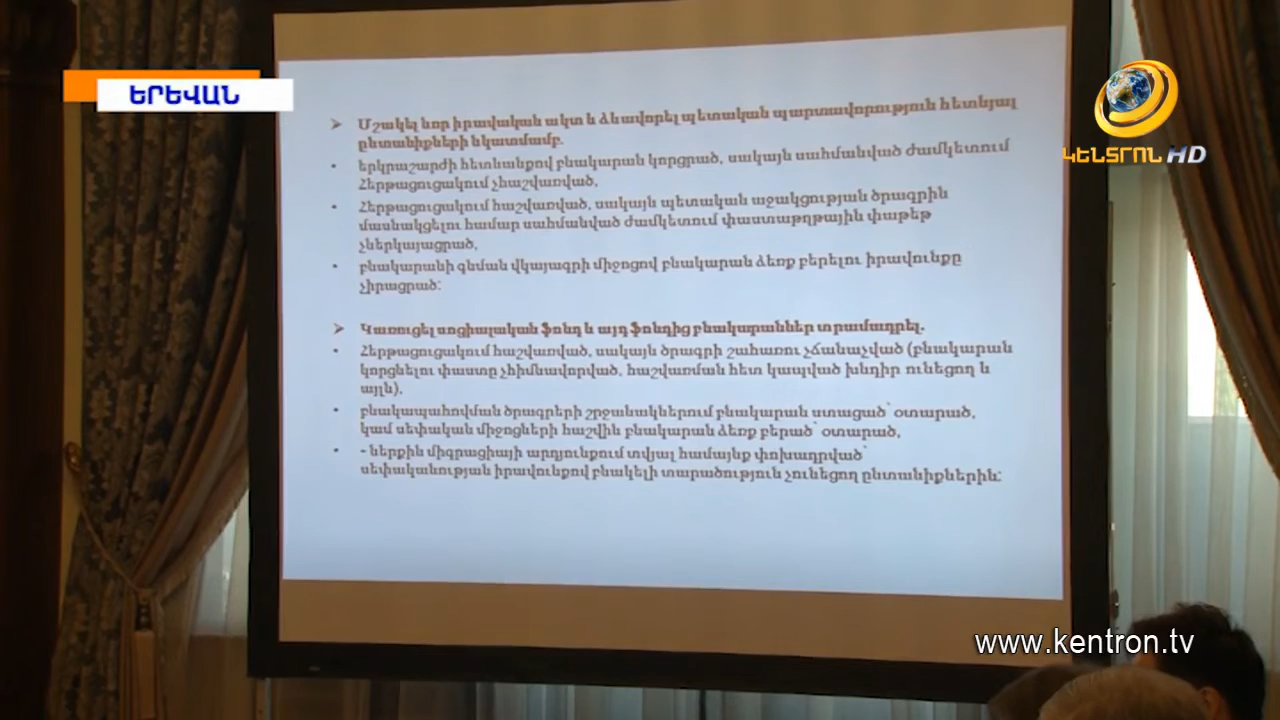 ԵՐԵՎԱՆ
ԿԵՆՏՐՈՆ HD
➢ Մշակել նոր իրավական ակտ և ձևավորել պետական պարտավորություն հետևյալ
ընտանիքների նկատմամբ.
• երկրաշարժի հետևանքով բնակարան կորցրած, սակայն սահմանված ժամկետում
Հերթացուցակում չհաշվառված,
• Հերթացուցակում հաշվառված, սակայն պետական աջակցության ծրագրին
մասնակցելու համար սահմանված ժամկետում փաստաթղթային փաթեթ
չներկայացրած,
• բնակարանի գնման վկայագրի միջոցով բնակարան ձեռք բերելու իրավունքը
չիրացրած:
➢ Կառուցել սոցիալական ֆոնդ և այդ ֆոնդից բնակարաններ տրամադրել.
• Հերթացուցակում հաշվառված, սակայն ծրագրի շահառու չճանաչված (բնակարան
կորցնելու փաստը չհիմնավորված, հաշվառման հետ կապված խնդիր ունեցող և
այլն),
• բնակապահովման ծրագրերի շրջանակներում բնակարան ստացած՝ օտարած,
կամ սեփական միջոցների հաշվին բնակարան ձեռք բերած՝ օտարած,
• - ներքին միգրացիայի արդյունքում տվյալ համայնք փոխադրված՝
սեփականության իրավունքով բնակելի տարածություն չունեցող ընտանիքներին:
www.kentron.tv